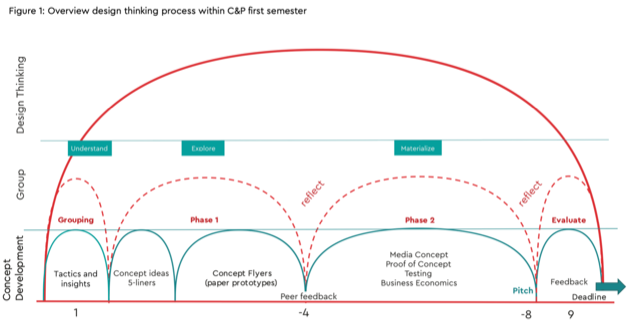 Figure 1: Overview design thinking process within C&P first semester
Design Thinking
Understand
Explore
Materialize
Group
reflect
reflect
Grouping
Phase 1
Phase 2
Evaluate
Concept
Development
Tactics and
insights
Concept ideas
5-liners
Concept Flyers
(paper prototypes)
Media Concept
Proof of Concept
Testing
Business Economics
Peer feedback
Pitch
Feedback
Deadline
1
-4
-8
9